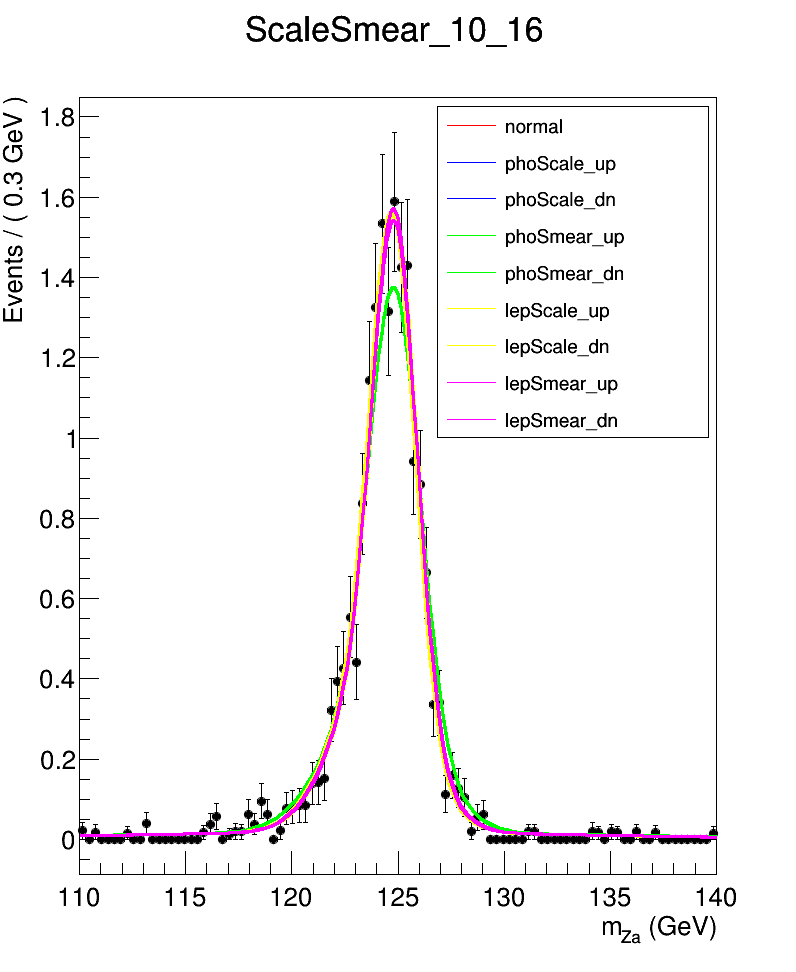 ScaleSmear_10_16
Events / ( 0.3 GeV )
1.8
1.6
1.4
1.2
1
0.8
0.6
0.4
0.2
0
normal
phoScale_up
phoScale_dn
phoSmear_up
phoSmear_dn
lepScale_up
lepScale_dn
lepSmear_up
lepSmear_dn
110 115 120 125 130 135 140
m_Za (GeV)